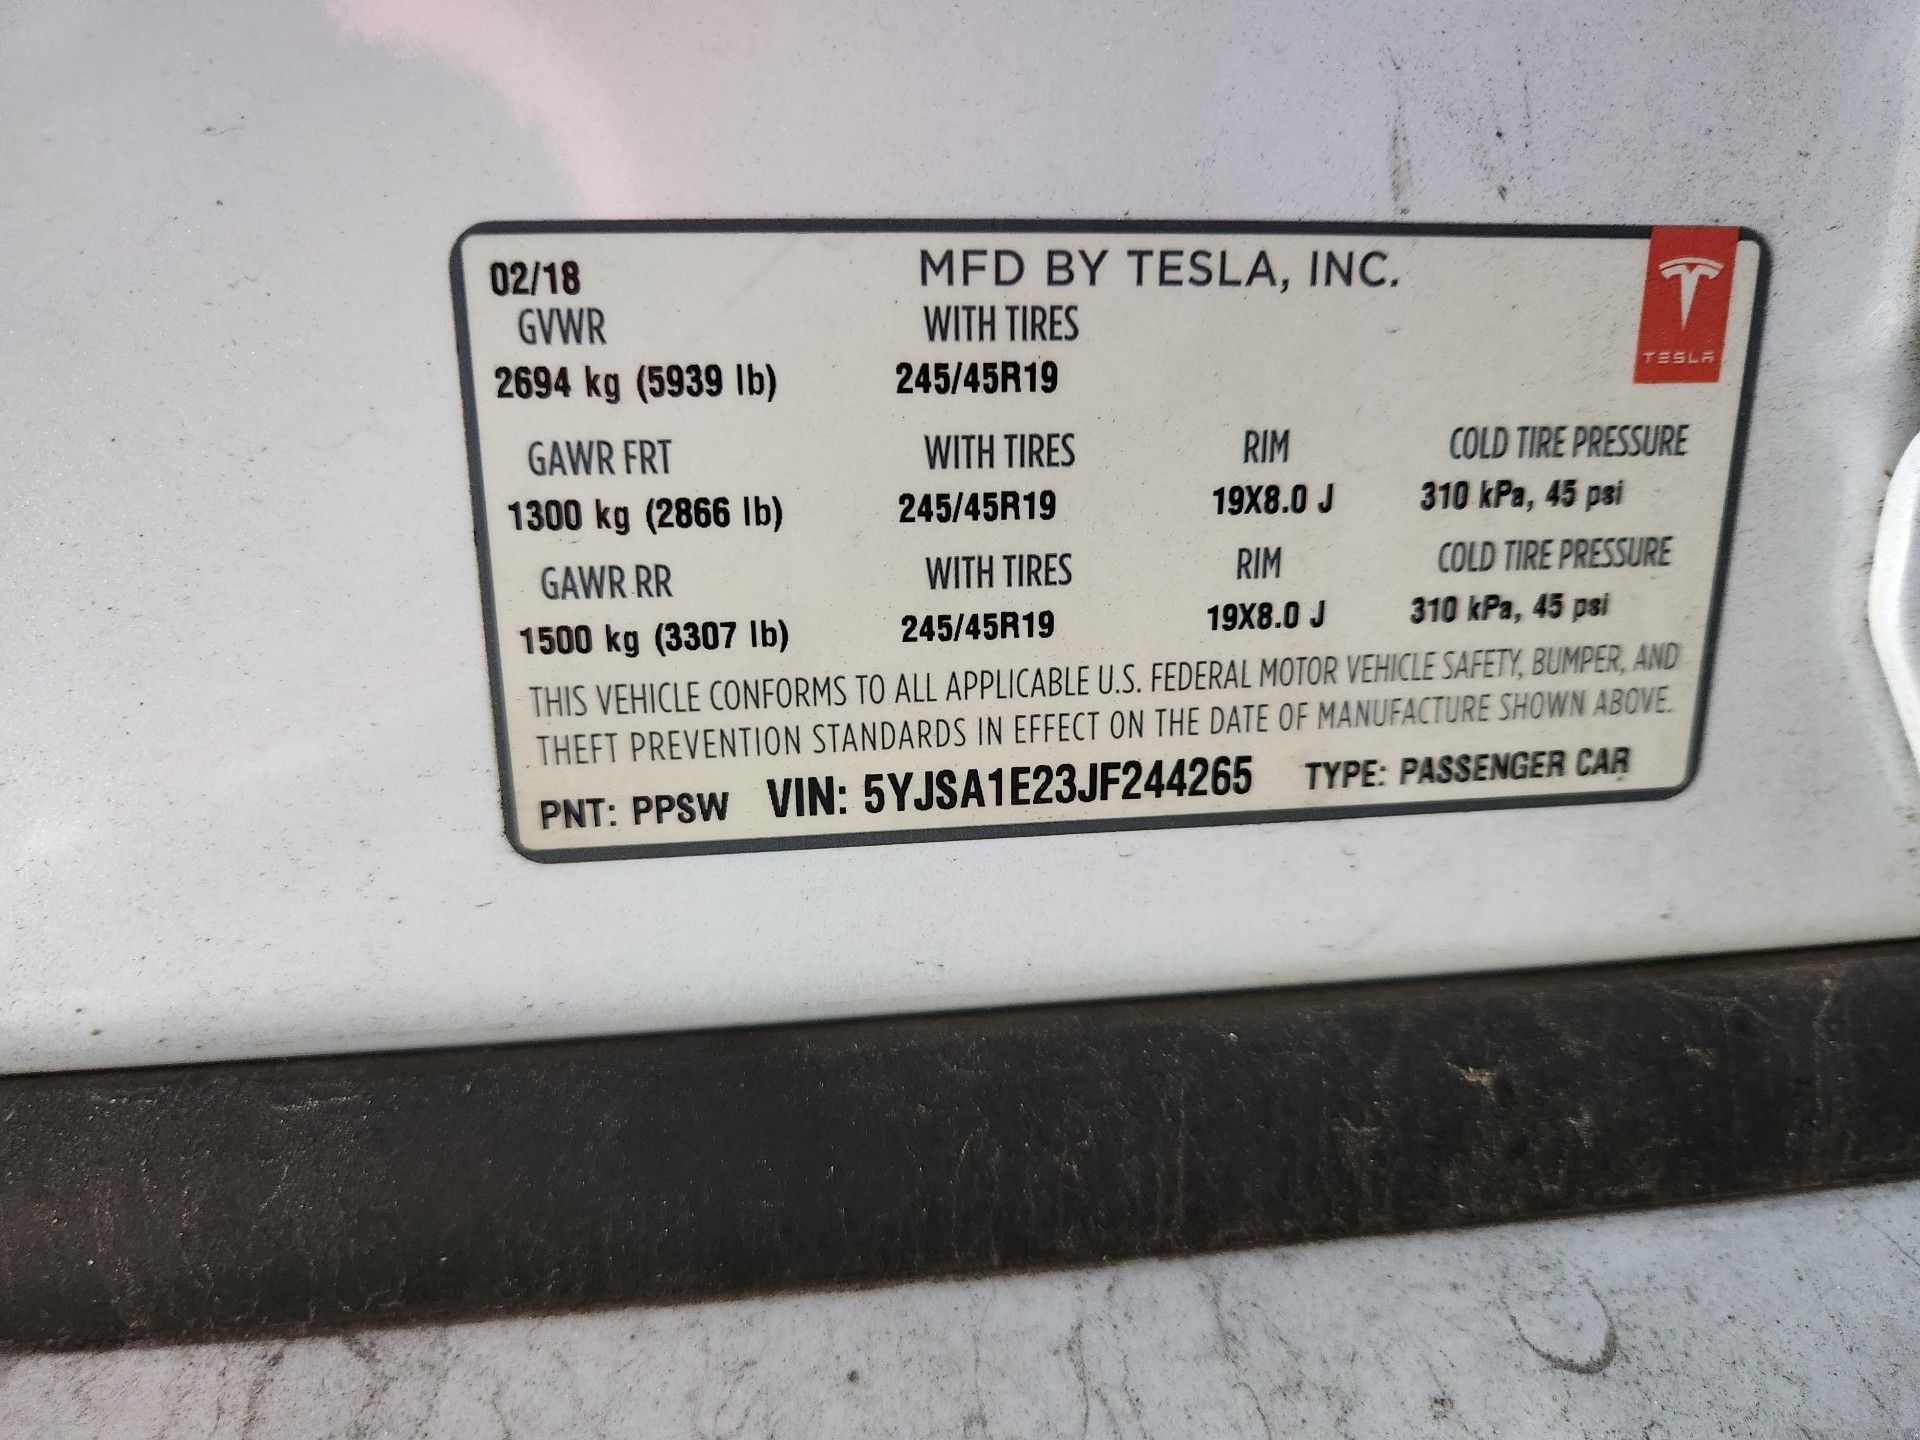 02/18 MFD BY TESLA, INC.
GVWR WITH TIRES
2694 kg (5939 lb) 245/45R19
TESLA
GAWR FRT WITH TIRES RIM COLD TIRE PRESSURE
1300 kg (2866 lb) 245/45R19 19X8.0 J 310 kPa, 45 psi
GAWR RR WITH TIRES RIM COLD TIRE PRESSURE
1500 kg (3307 lb) 245/45R19 19X8.0 J 310 kPa, 45 psi
THIS VEHICLE CONFORMS TO ALL APPLICABLE U.S. FEDERAL MOTOR VEHICLE SAFETY, BUMPER, AND
THEFT PREVENTION STANDARDS IN EFFECT ON THE DATE OF MANUFACTURE SHOWN ABOVE.
PNT: PPSW VIN: 5YJSA1E23JF244265 TYPE: PASSENGER CAR